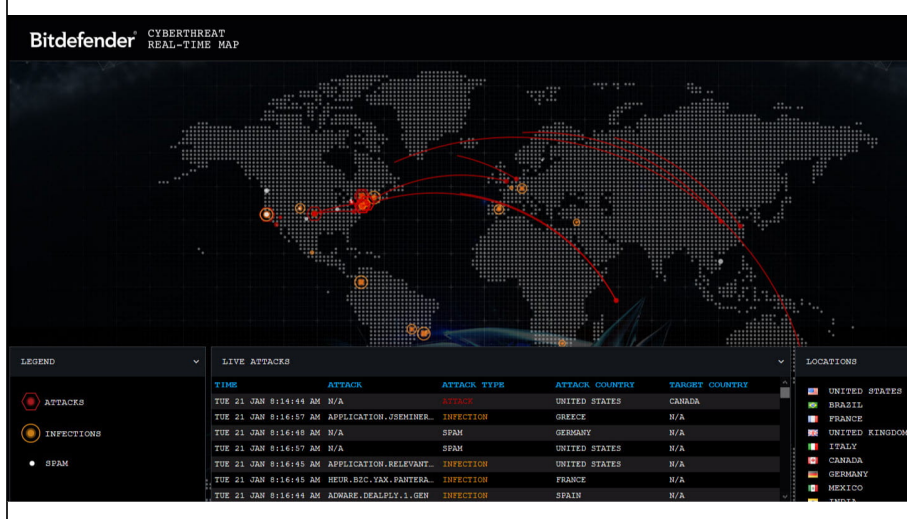 Bitdefender® CYBERTHREAT
REAL-TIME MAP
LEGEND
ATTACKS
INFECTIONS
SPAM
LIVE ATTACKS
TIME ATTACK ATTACK TYPE ATTACK COUNTRY TARGET COUNTRY
TUE 21 JAN 8:14:44 AM N/A ATTACK UNITED STATES CANADA
TUE 21 JAN 8:16:57 AM APPLICATION.JSEMINER... INFECTION GREECE N/A
TUE 21 JAN 8:16:48 AM N/A SPAM GERMANY N/A
TUE 21 JAN 8:16:57 AM N/A SPAM UNITED STATES N/A
TUE 21 JAN 8:16:45 AM APPLICATION.RELEVANT... INFECTION UNITED STATES N/A
TUE 21 JAN 8:16:45 AM HEUR.BZC.YAX.PANTERA... INFECTION FRANCE N/A
TUE 21 JAN 8:16:44 AM ADWARE.DEALPLY.1.GEN INFECTION SPAIN N/A
LOCATIONS
UNITED STATES
BRAZIL
FRANCE
UNITED KINGDOM
ITALY
CANADA
GERMANY
MEXICO
INDIA